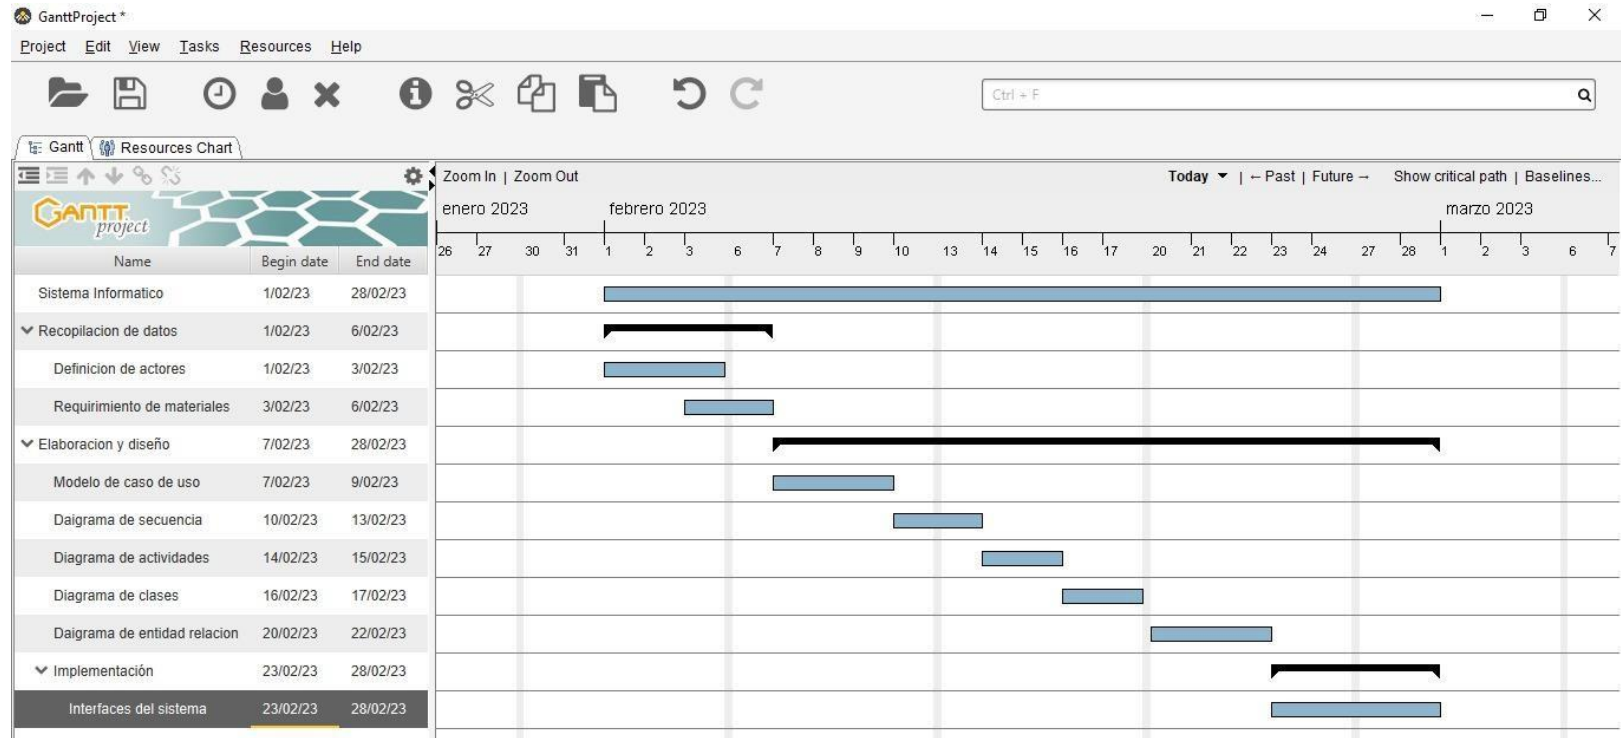 GanttProject *
Project Edit View Tasks Resources Help
Ctrl + F
Gantt Resources Chart
Zoom In | Zoom Out Today ▼ | ← Past | Future → Show critical path | Baselines...
GANTT project
enero 2023 febrero 2023 marzo 2023
26 27 30 31 1 2 3 6 7 8 9 10 13 14 15 16 17 20 21 22 23 24 27 28 1 2 3 6 7
Name Begin date End date
Sistema Informatico 1/02/23 28/02/23
Recopilacion de datos 1/02/23 6/02/23
Definicion de actores 1/02/23 3/02/23
Requirimiento de materiales 3/02/23 6/02/23
Elaboracion y diseño 7/02/23 28/02/23
Modelo de caso de uso 7/02/23 9/02/23
Daigrama de secuencia 10/02/23 13/02/23
Diagrama de actividades 14/02/23 15/02/23
Diagrama de clases 16/02/23 17/02/23
Daigrama de entidad relacion 20/02/23 22/02/23
Implementación 23/02/23 28/02/23
Interfaces del sistema 23/02/23 28/02/23